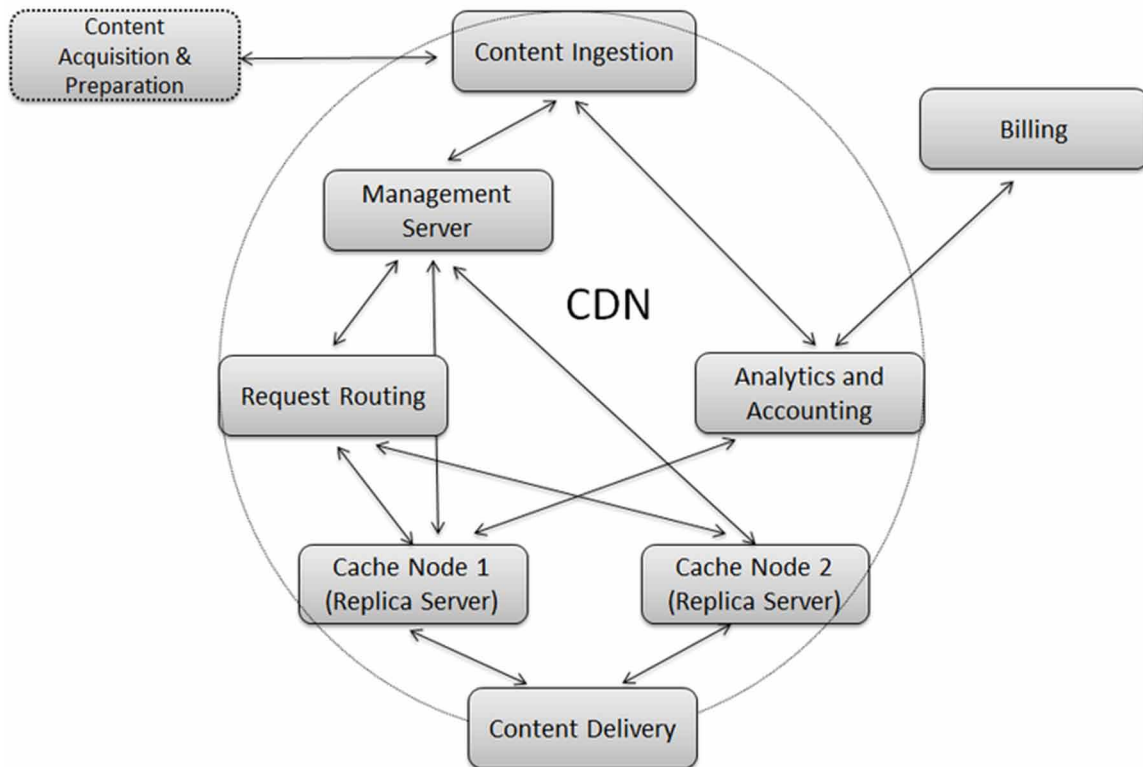 Content
Acquisition &
Preparation
Content Ingestion
Billing
Management
Server
CDN
Request Routing
Analytics and
Accounting
Cache Node 1
(Replica Server)
Cache Node 2
(Replica Server)
Content Delivery